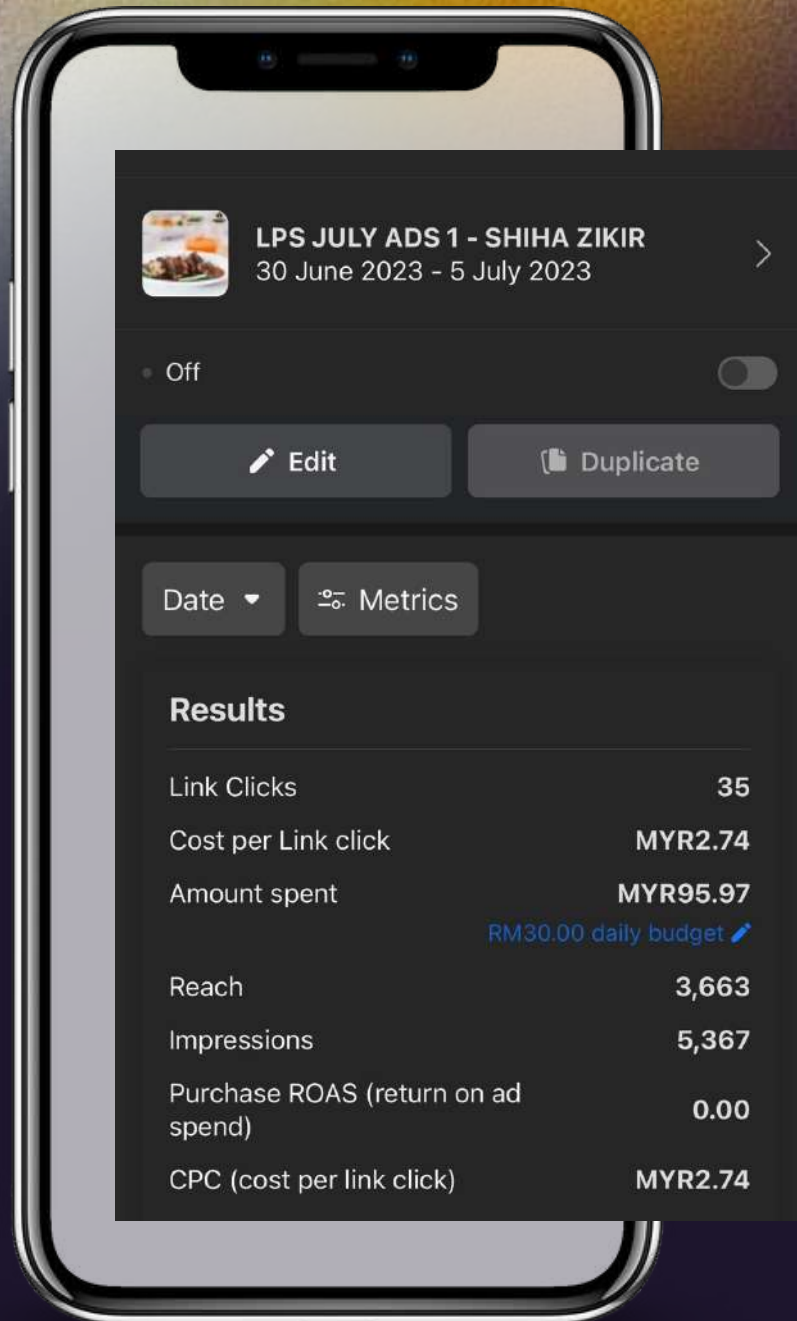 LPS JULY ADS 1 - SHIHA ZIKIR
30 June 2023 - 5 July 2023
Off
Edit
Duplicate
Date
Metrics
Results
Link Clicks 35
Cost per Link click MYR2.74
Amount spent MYR95.97
RM30.00 daily budget
Reach 3,663
Impressions 5,367
Purchase ROAS (return on ad
spend) 0.00
CPC (cost per link click) MYR2.74